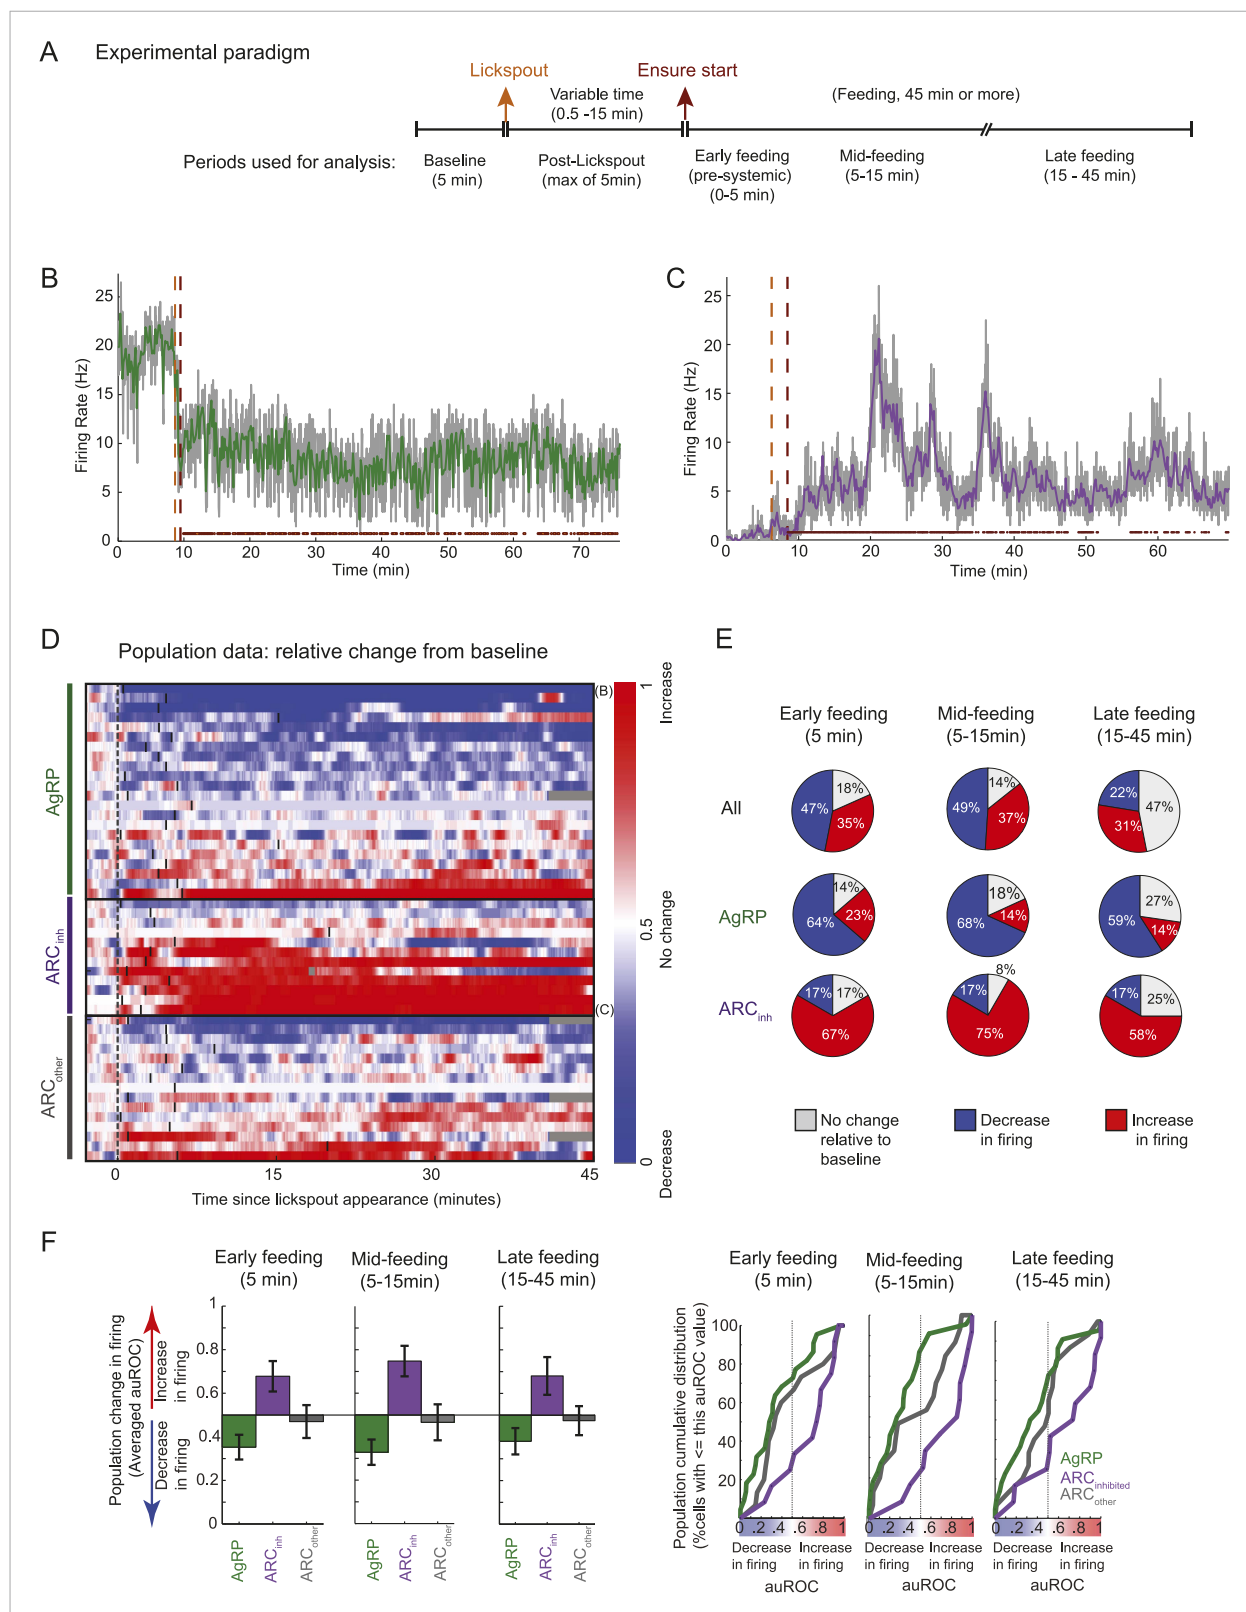 A
Experimental paradigm
Lickspout
Ensure start
Variable time
(0.5 -15 min)
(Feeding, 45 min or more)
Periods used for analysis:
Baseline
(5 min)
Post-Lickspout
(max of 5min)
Early feeding
(pre-systemic)
(0-5 min)
Mid-feeding
(5-15 min)
Late feeding
(15 - 45 min)
B
Firing Rate (Hz)
25
20
15
10
5
0
0 10 20 30 40 50 60 70
Time (min)
C
Firing Rate (Hz)
25
20
15
10
5
0
0 10 20 30 40 50 60
Time (min)
D
Population data: relative change from baseline
AgRP
ARCinh
ARCother
(B)
(C)
0 15 30 45
Time since lickspout appearance (minutes)
1
0.5
0
Increase
No change
Decrease
E
Early feeding
(5 min)
Mid-feeding
(5-15min)
Late feeding
(15-45 min)
All
47% 18% 35%
49% 14% 37%
22% 47% 31%
AgRP
64% 14% 23%
68% 18% 14%
59% 27% 14%
ARCinh
17% 17% 67%
17% 8% 75%
17% 25% 58%
No change
relative to
baseline
Decrease
in firing
Increase
in firing
F
Early feeding
(5 min)
Mid-feeding
(5-15min)
Late feeding
(15-45 min)
Population change in firing
(Averaged auROC)
Increase
in firing
Decrease
in firing
1
0.8
0.6
0.4
0.2
0
AgRP ARCinh ARCother
AgRP ARCinh ARCother
AgRP ARCinh ARCother
Early feeding
(5 min)
Mid-feeding
(5-15min)
Late feeding
(15-45 min)
Population cumulative distribution
(%cells with <= this auROC value)
100
80
60
40
20
AgRP
ARCinhibited
ARCother
0 .2 .4 .6 .8 1
0 .2 .4 .6 .8 1
0 .2 .4 .6 .8 1
Decrease
in firing
Increase
in firing
Decrease
in firing
Increase
in firing
Decrease
in firing
Increase
in firing
auROC
auROC
auROC